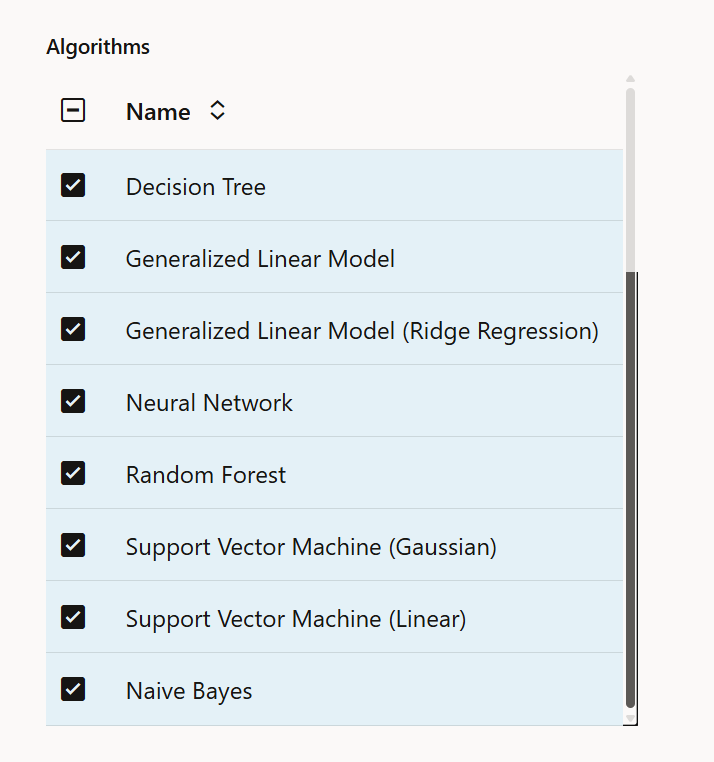 Algorithms
Name
Decision Tree
Generalized Linear Model
Generalized Linear Model (Ridge Regression)
Neural Network
Random Forest
Support Vector Machine (Gaussian)
Support Vector Machine (Linear)
Naive Bayes